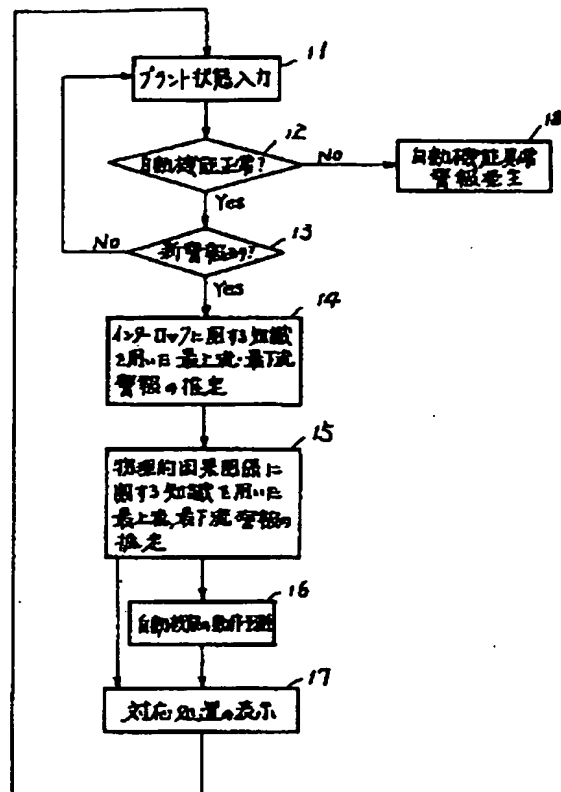 11
プラント状態入力
12
自動機能正常?
No
18
自動機能異常
警報発生
Yes
13
新警報あり?
No
Yes
14
インターロックに関する知識
を用いた最上流・最下流
警報の推定
15
物理的因果関係に
関する知識を用いた
最上流,最下流警報の
推定
16
自動機能の動作
17
対応処置の表示